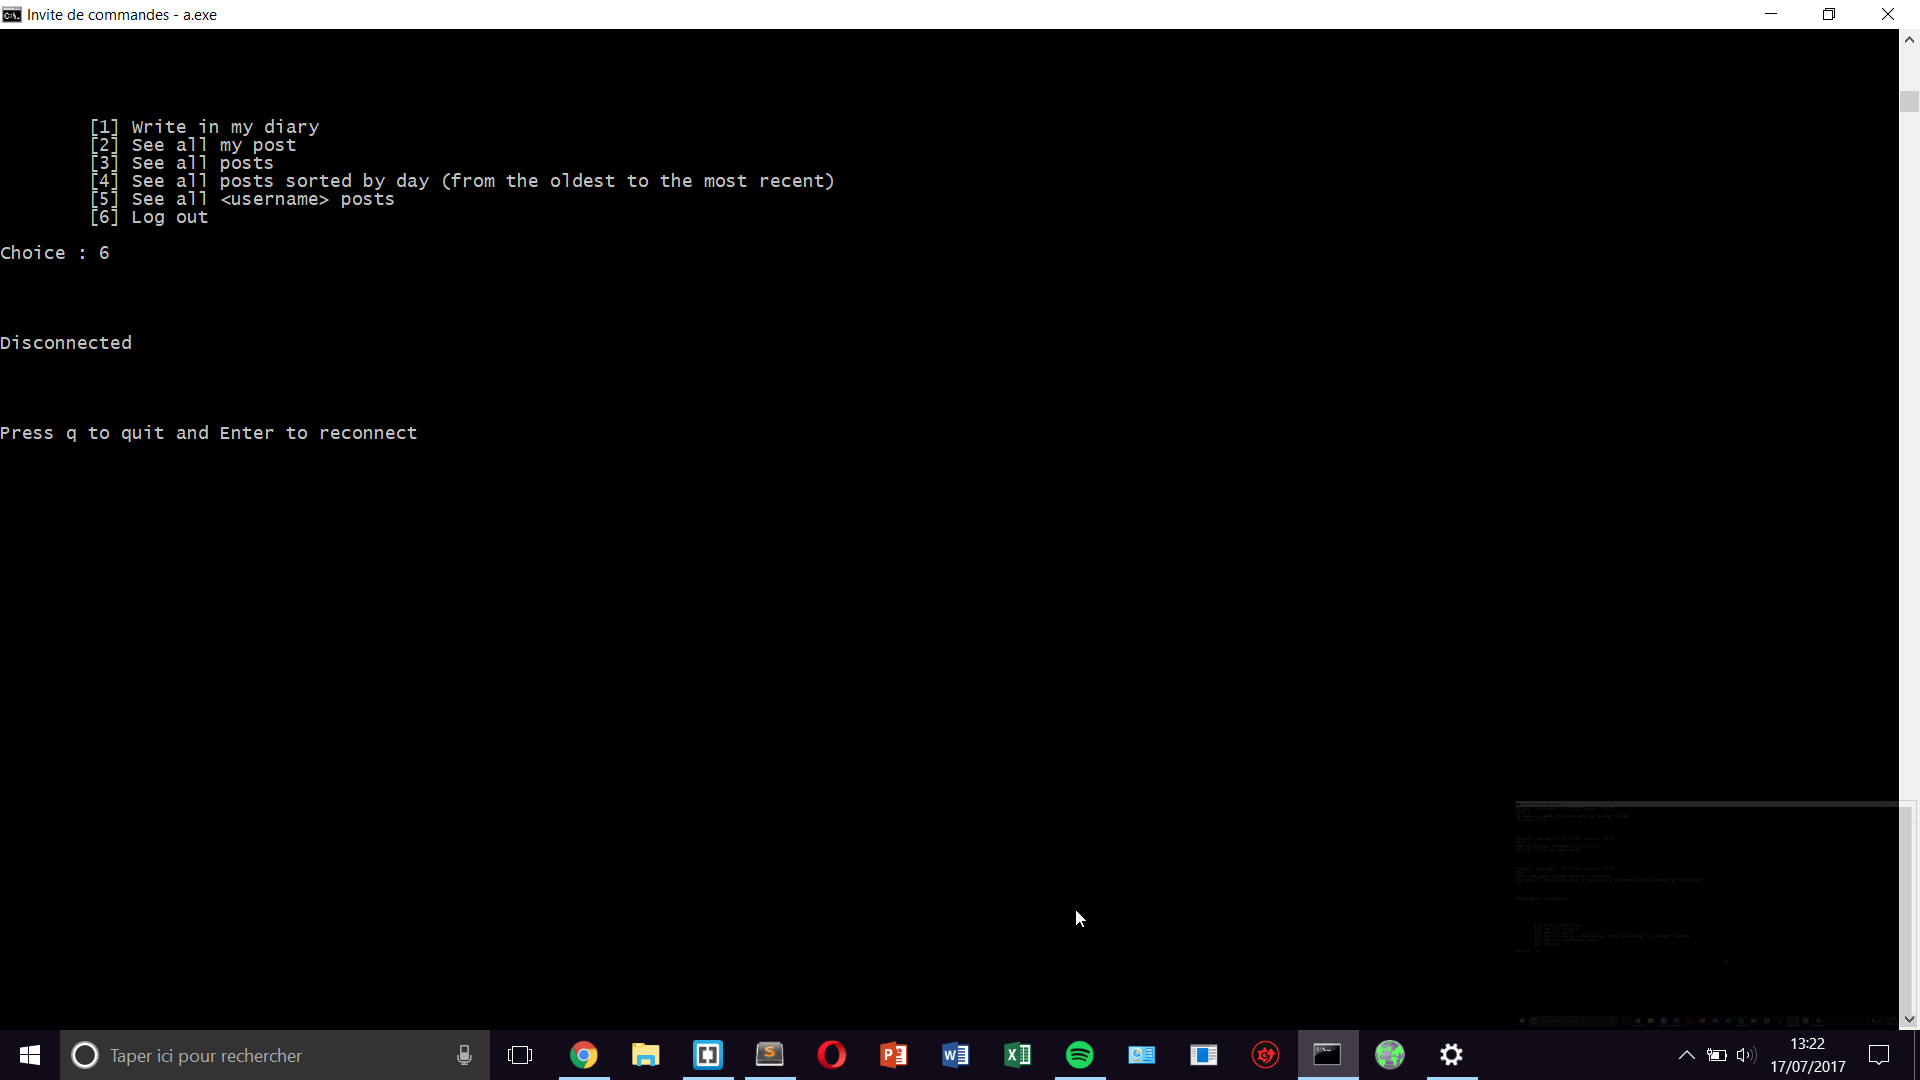 Invite de commandes - a.exe
[1] Write in my diary
[2] See all my post
[3] See all posts
[4] See all posts sorted by day (from the oldest to the most recent)
[5] See all <username> posts
[6] Log out
Choice : 6
Disconnected
Press q to quit and Enter to reconnect
Taper ici pour rechercher
13:22
17/07/2017